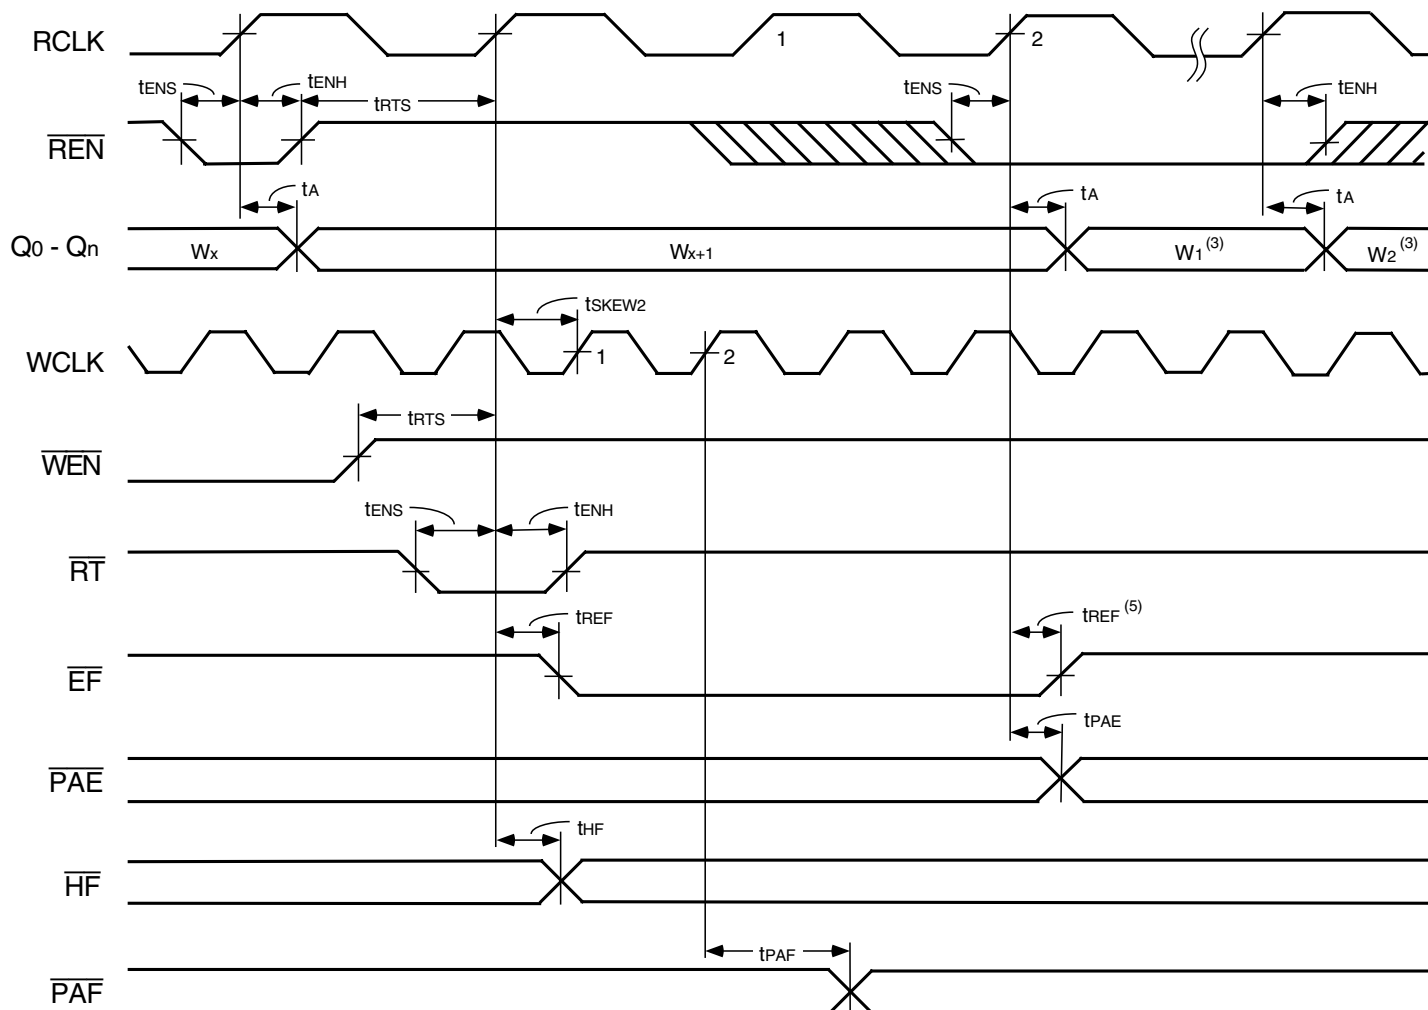 RCLK 1 2
tENS tENH tRTS tENS tENH
REN
tA tA tA
Q0 - Qn Wx Wx+1 W1(3) W2(3)
tSKEW2
WCLK 1 2
tRTS
WEN
tENS tENH
RT
tREF tREF (5)
EF
tPAE
PAE
tHF
HF
tPAF
PAF